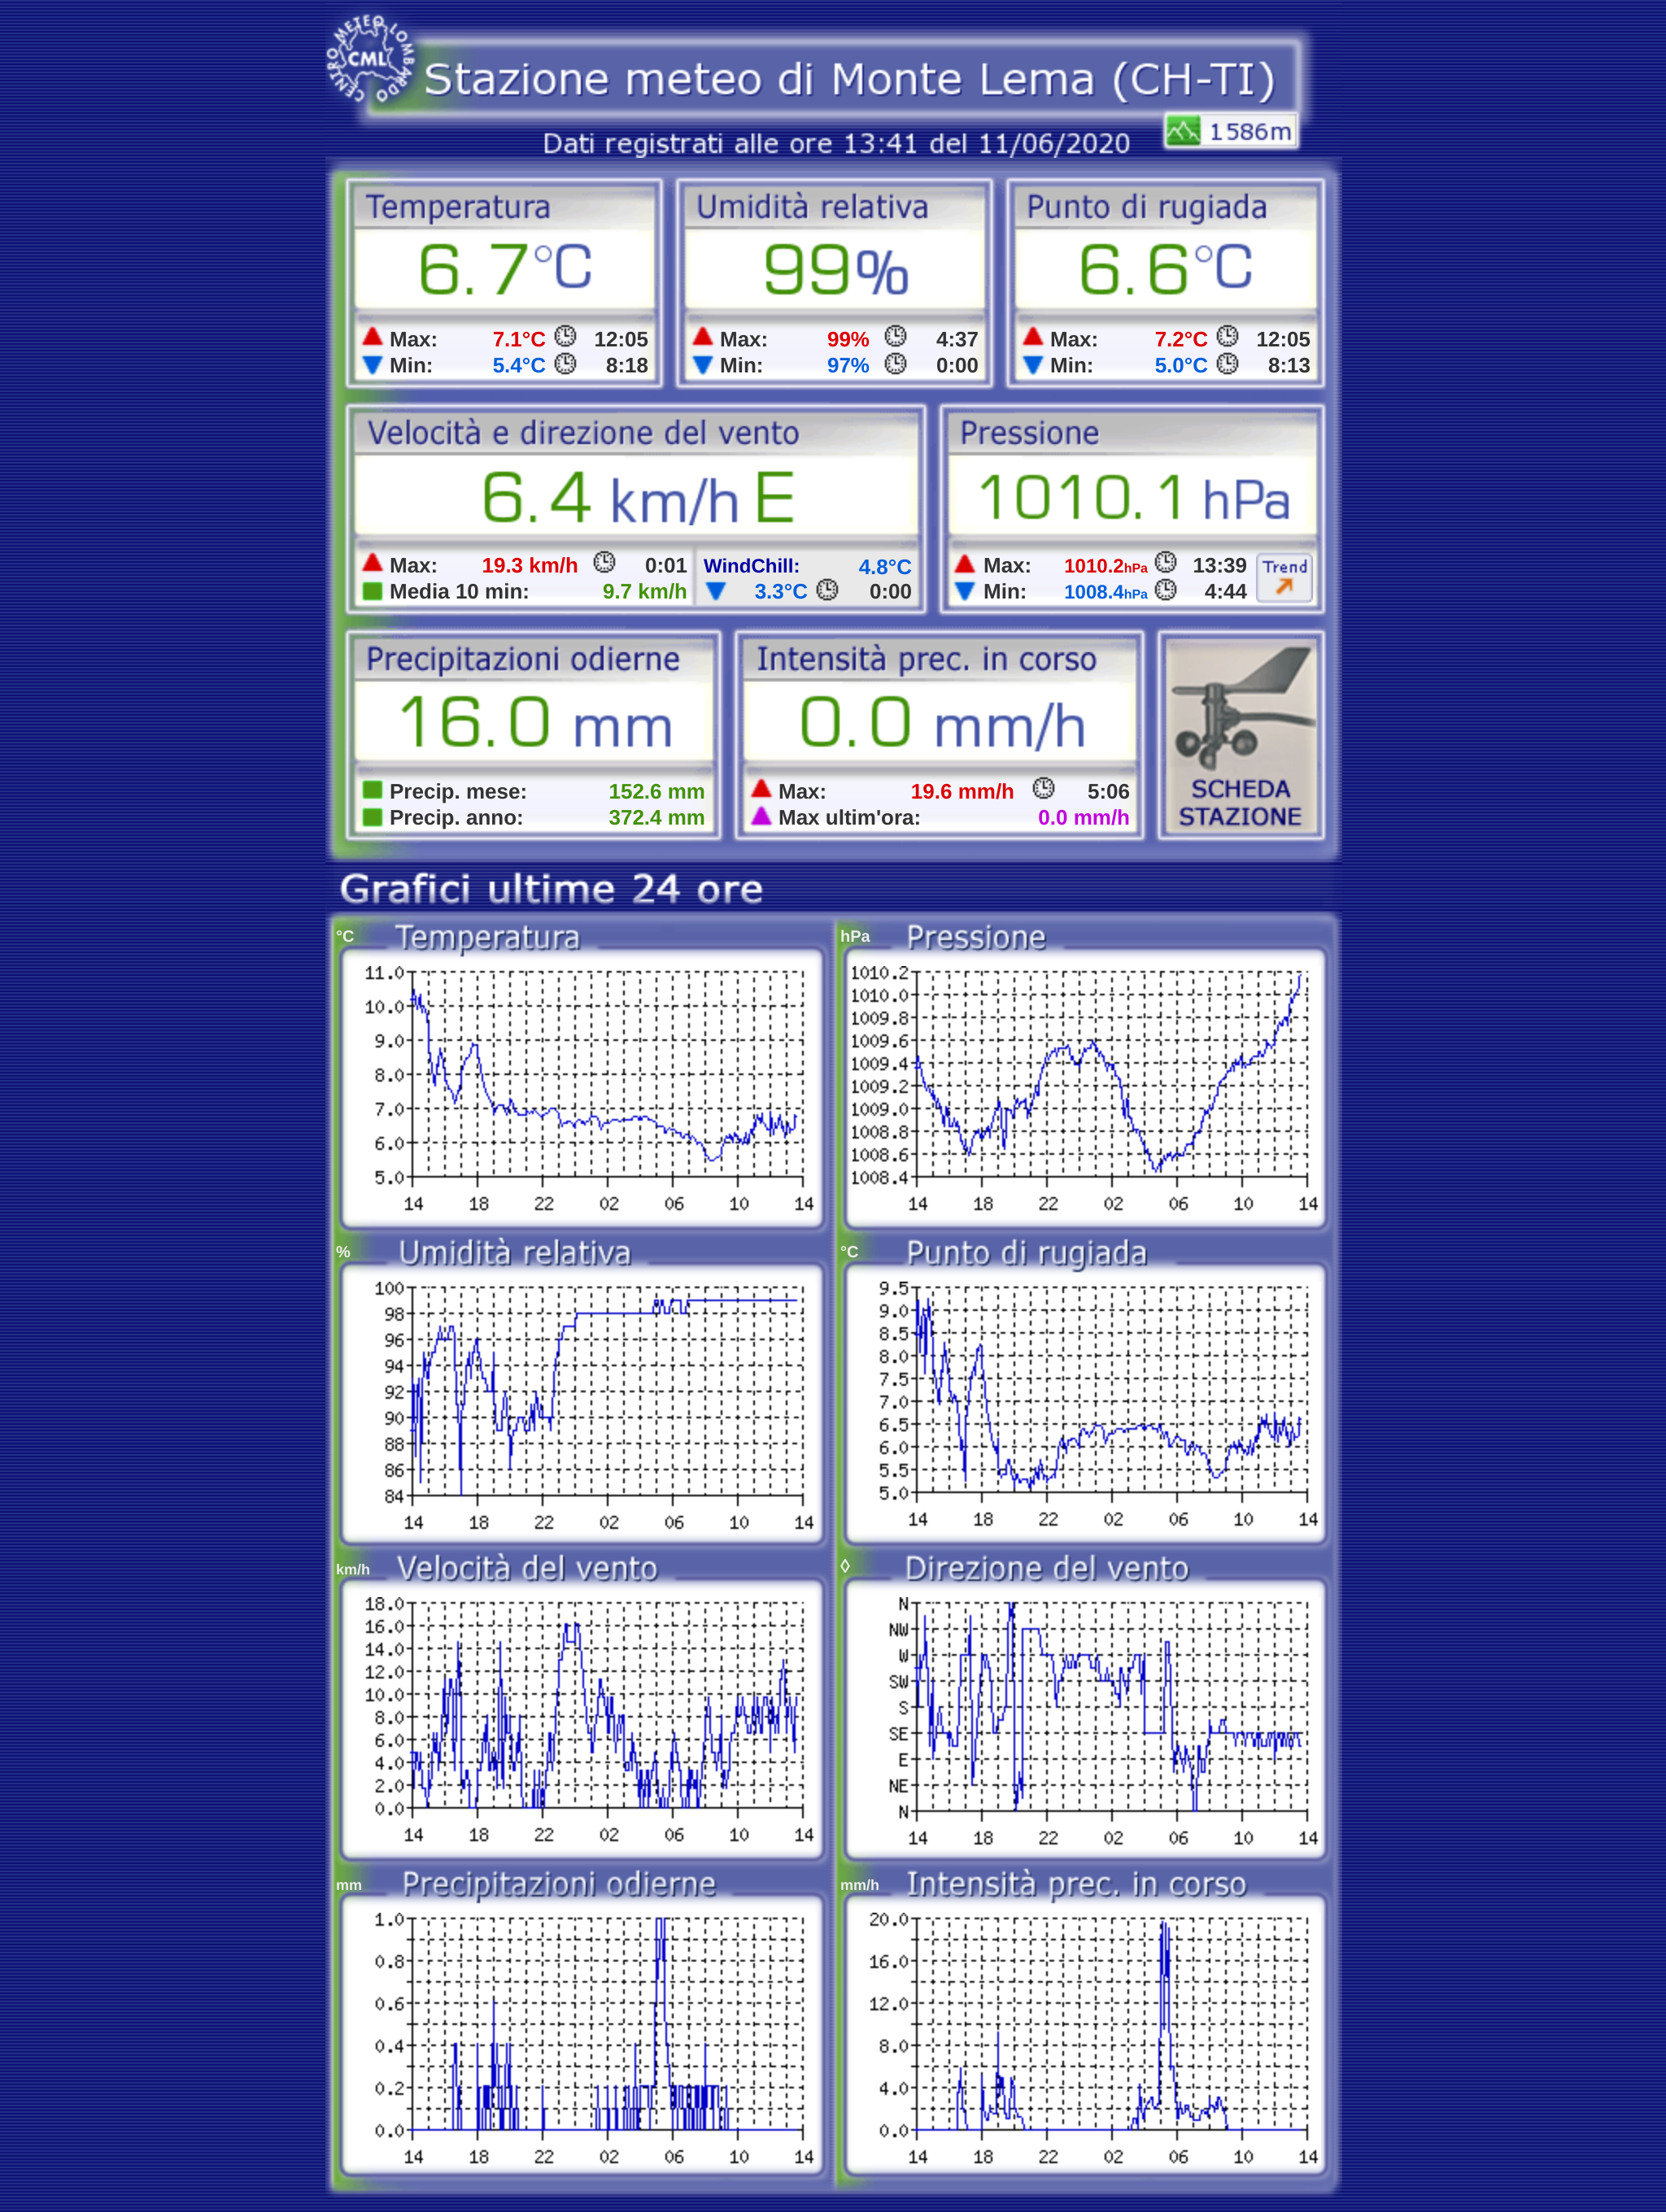 CENTRO METEO LOMBARDO
CML
Stazione meteo di Monte Lema (CH-TI)
Dati registrati alle ore 13:41 del 11/06/2020
1586m
Temperatura
6.7°C
Max: 7.1°C 12:05
Min: 5.4°C 8:18
Umidità relativa
99%
Max: 99% 4:37
Min: 97% 0:00
Punto di rugiada
6.6°C
Max: 7.2°C 12:05
Min: 5.0°C 8:13
Velocità e direzione del vento
6.4 km/h E
Max: 19.3 km/h 0:01
Media 10 min: 9.7 km/h
WindChill: 4.8°C
3.3°C 0:00
Pressione
1010.1 hPa
Max: 1010.2hPa 13:39
Min: 1008.4hPa 4:44
Trend
Precipitazioni odierne
16.0 mm
Precip. mese: 152.6 mm
Precip. anno: 372.4 mm
Intensità prec. in corso
0.0 mm/h
Max: 19.6 mm/h 5:06
Max ultim'ora: 0.0 mm/h
SCHEDA
STAZIONE
Grafici ultime 24 ore
°C Temperatura
11.0
10.0
9.0
8.0
7.0
6.0
5.0
14 18 22 02 06 10 14
hPa Pressione
1010.2
1010.0
1009.8
1009.6
1009.4
1009.2
1009.0
1008.8
1008.6
1008.4
14 18 22 02 06 10 14
% Umidità relativa
100
98
96
94
92
90
88
86
84
14 18 22 02 06 10 14
°C Punto di rugiada
9.5
9.0
8.5
8.0
7.5
7.0
6.5
6.0
5.5
5.0
14 18 22 02 06 10 14
km/h Velocità del vento
18.0
16.0
14.0
12.0
10.0
8.0
6.0
4.0
2.0
0.0
14 18 22 02 06 10 14
◊ Direzione del vento
N
NW
W
SW
S
SE
E
NE
N
14 18 22 02 06 10 14
mm Precipitazioni odierne
1.0
0.8
0.6
0.4
0.2
0.0
14 18 22 02 06 10 14
mm/h Intensità prec. in corso
20.0
16.0
12.0
8.0
4.0
0.0
14 18 22 02 06 10 14